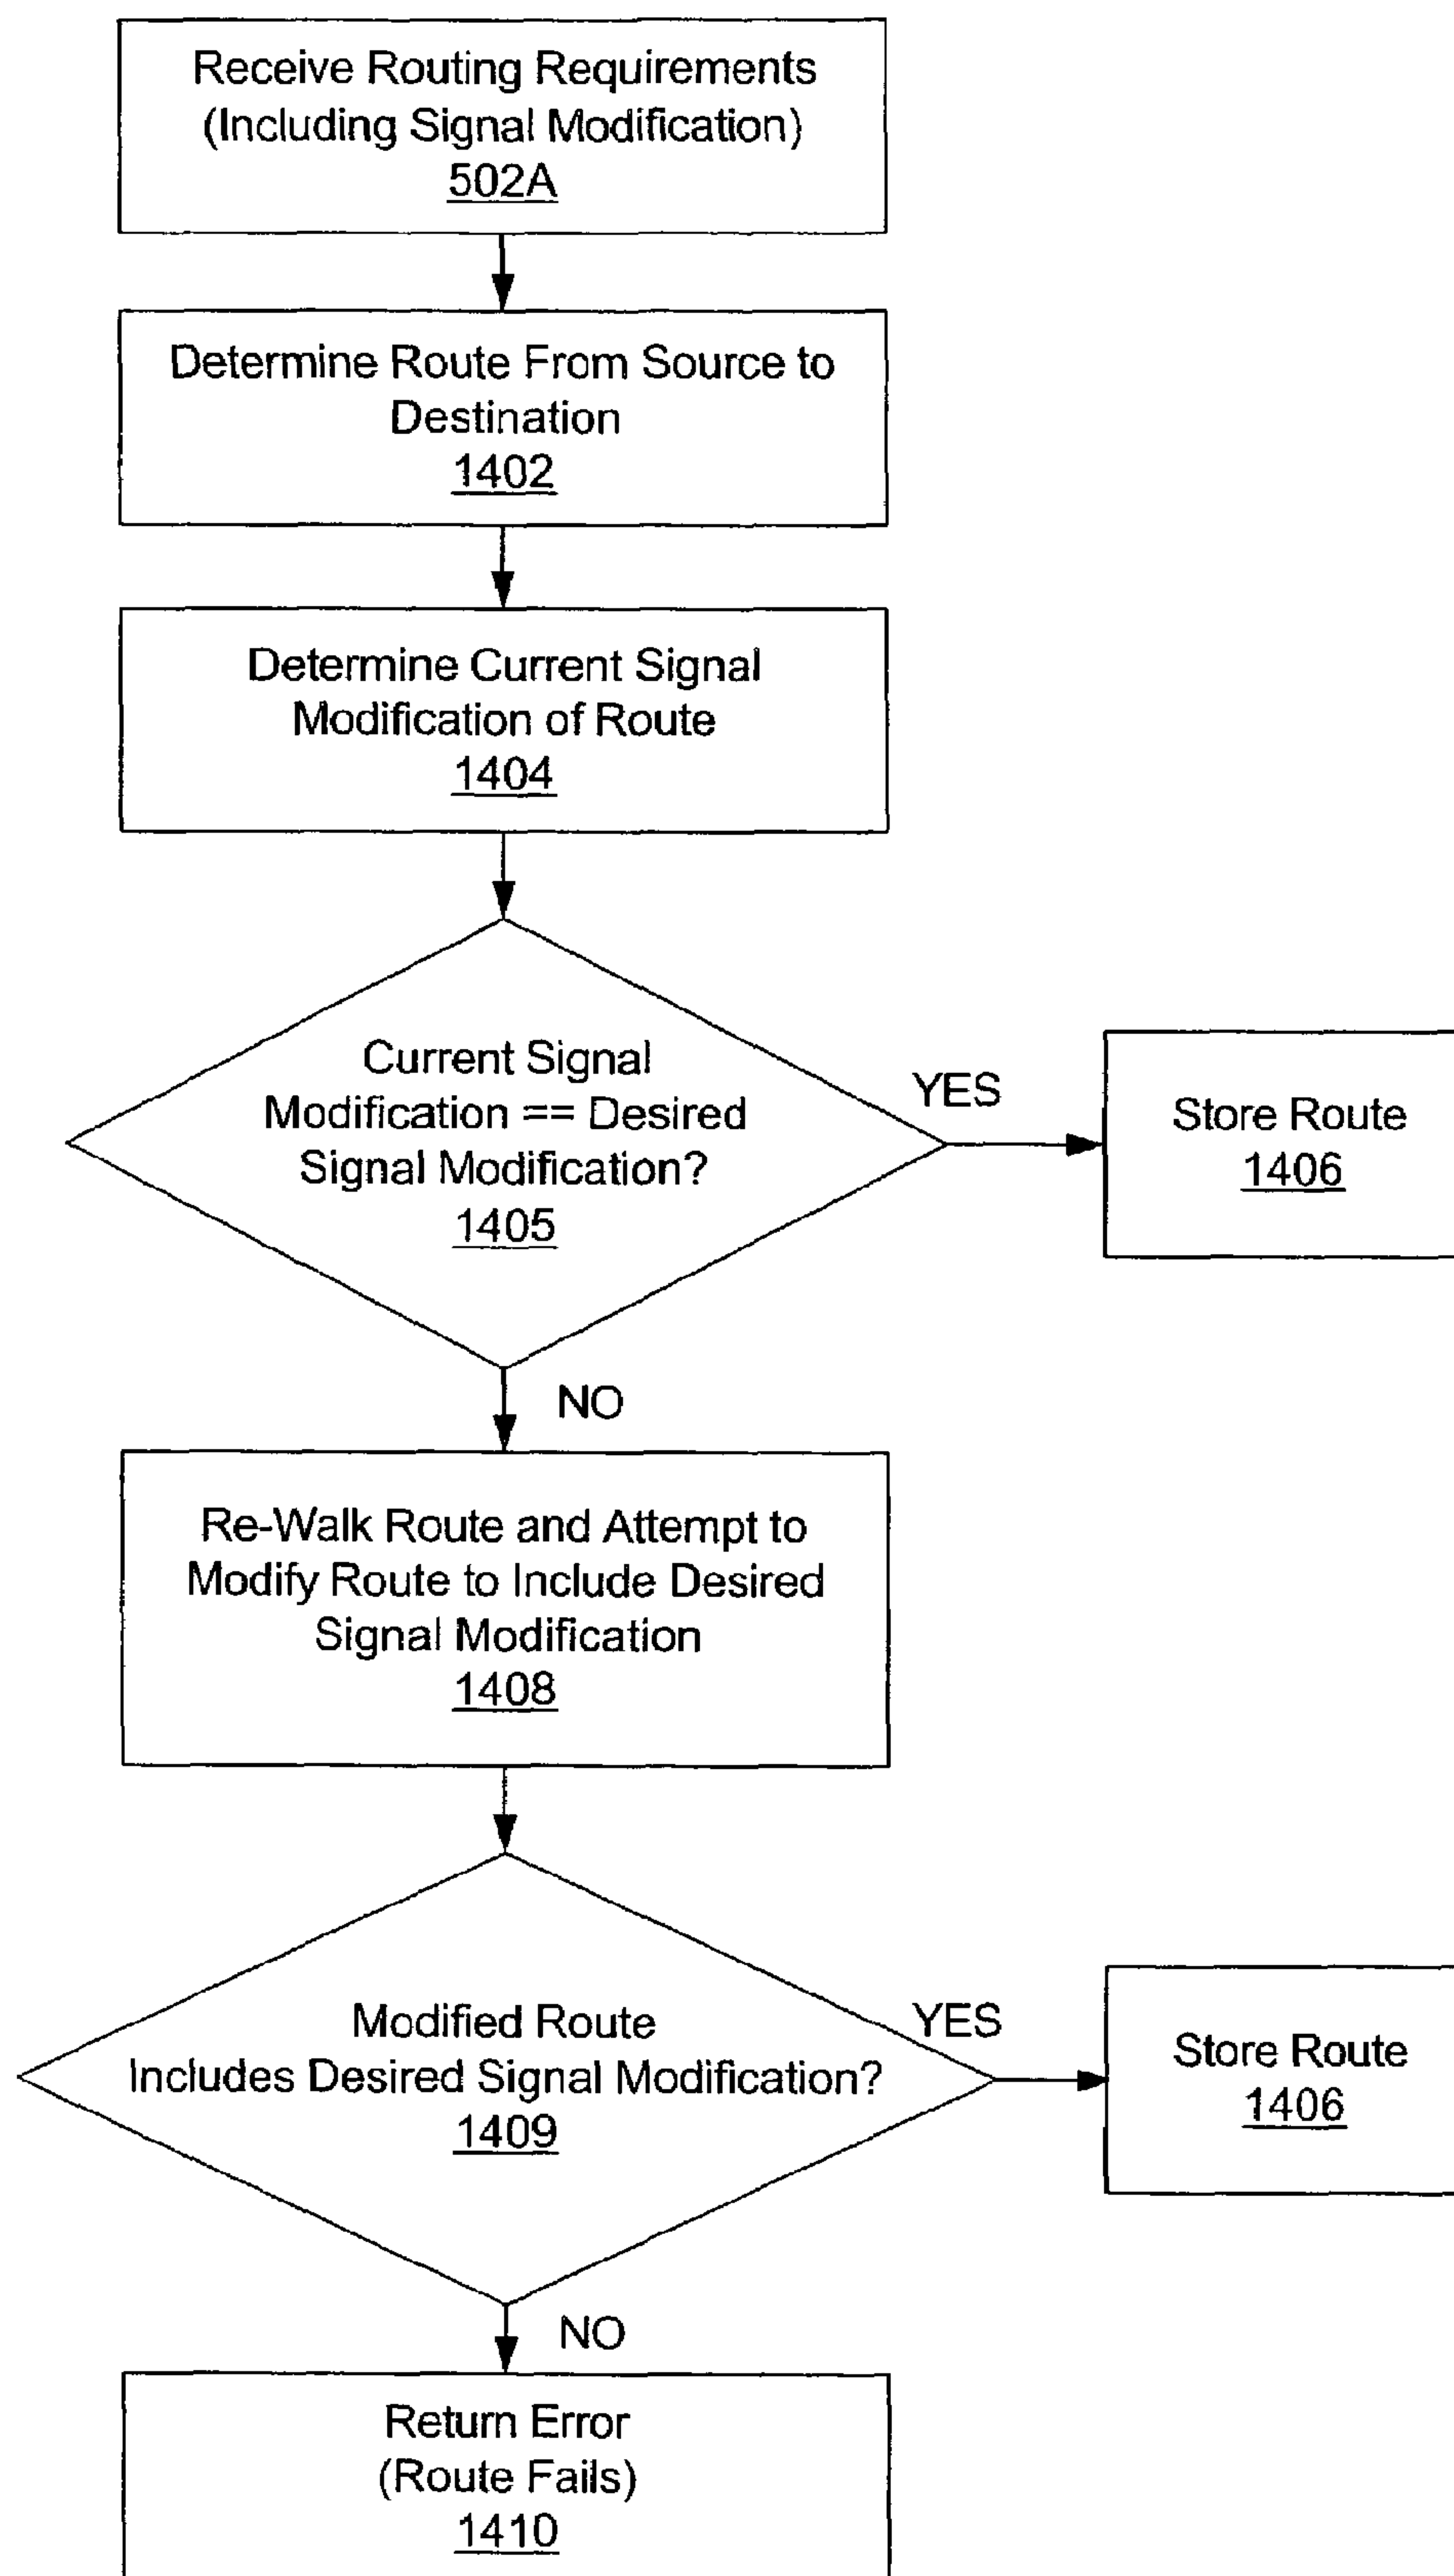 Receive Routing Requirements
(Including Signal Modification)
502A
Determine Route From Source to
Destination
1402
Determine Current Signal
Modification of Route
1404
Current Signal
Modification == Desired
Signal Modification?
1405
YES
Store Route
1406
NO
Re-Walk Route and Attempt to
Modify Route to Include Desired
Signal Modification
1408
Modified Route
Includes Desired Signal Modification?
1409
YES
Store Route
1406
NO
Return Error
(Route Fails)
1410